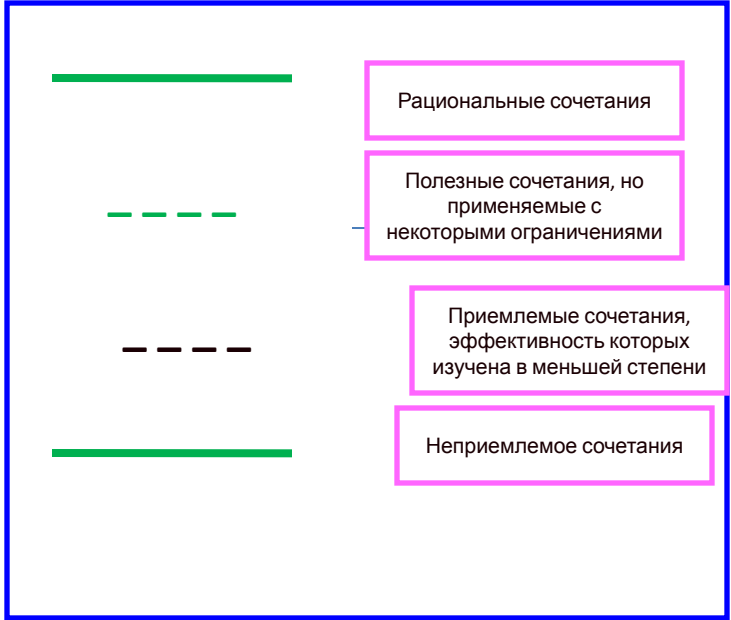 Рациональные сочетания
Полезные сочетания, но
применяемые с
некоторыми ограничениями
Приемлемые сочетания,
эффективность которых
изучена в меньшей степени
Неприемлемое сочетания